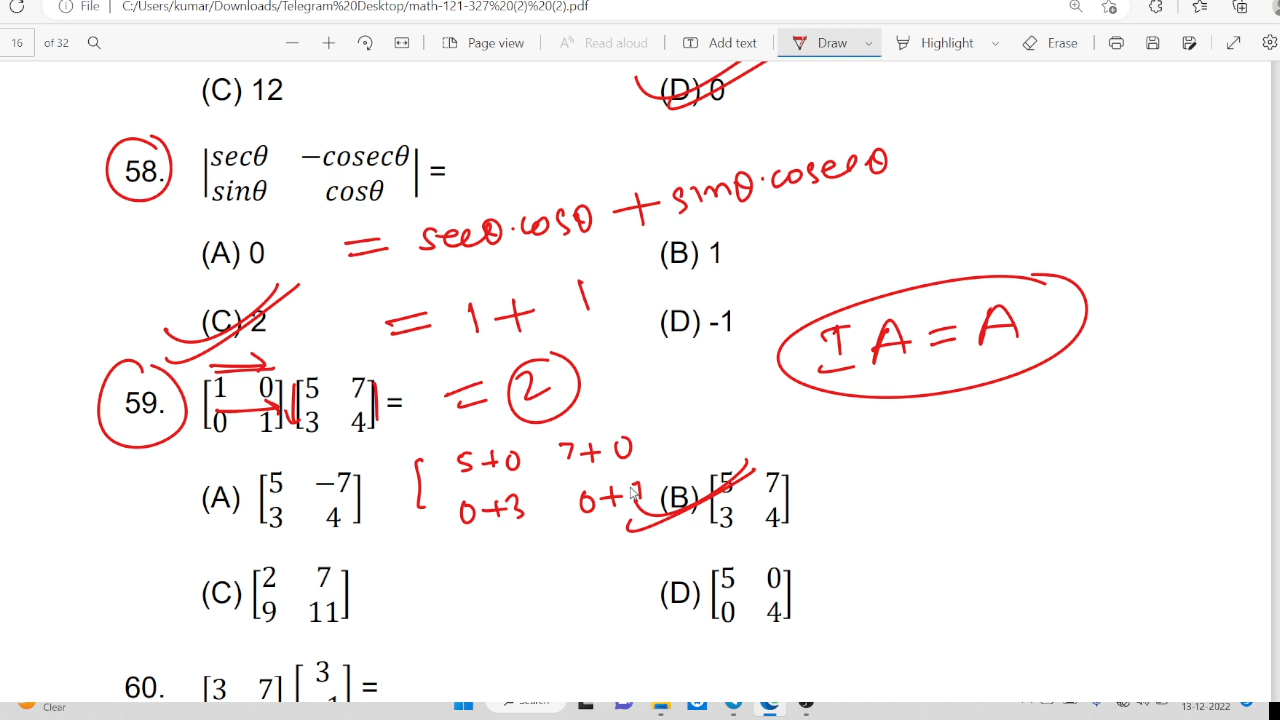 File | C:/Users/kumar/Downloads/Telegram%20Desktop/math-121-327%20(2)%20(2).pdf
16 of 32 Page view Read aloud Add text Draw Highlight Erase
(C) 12 (D) 0
58. |secθ −cosecθ| =
|sinθ cosθ|
= secθ.cosθ + sinθ.cosecθ
(A) 0 (B) 1
= 1 + 1
(C) 2 (D) -1
IA = A
59. [1 0] [5 7] =
[0 1] [3 4]
= 2
5+0 7+0
0+3
(A) [5 −7] (B) [5 7]
[3 4] [3 4]
(C) [2 7] (D) [5 0]
[9 11] [0 4]
60. [3 7] [3] =
Clear Search 13-12-2022